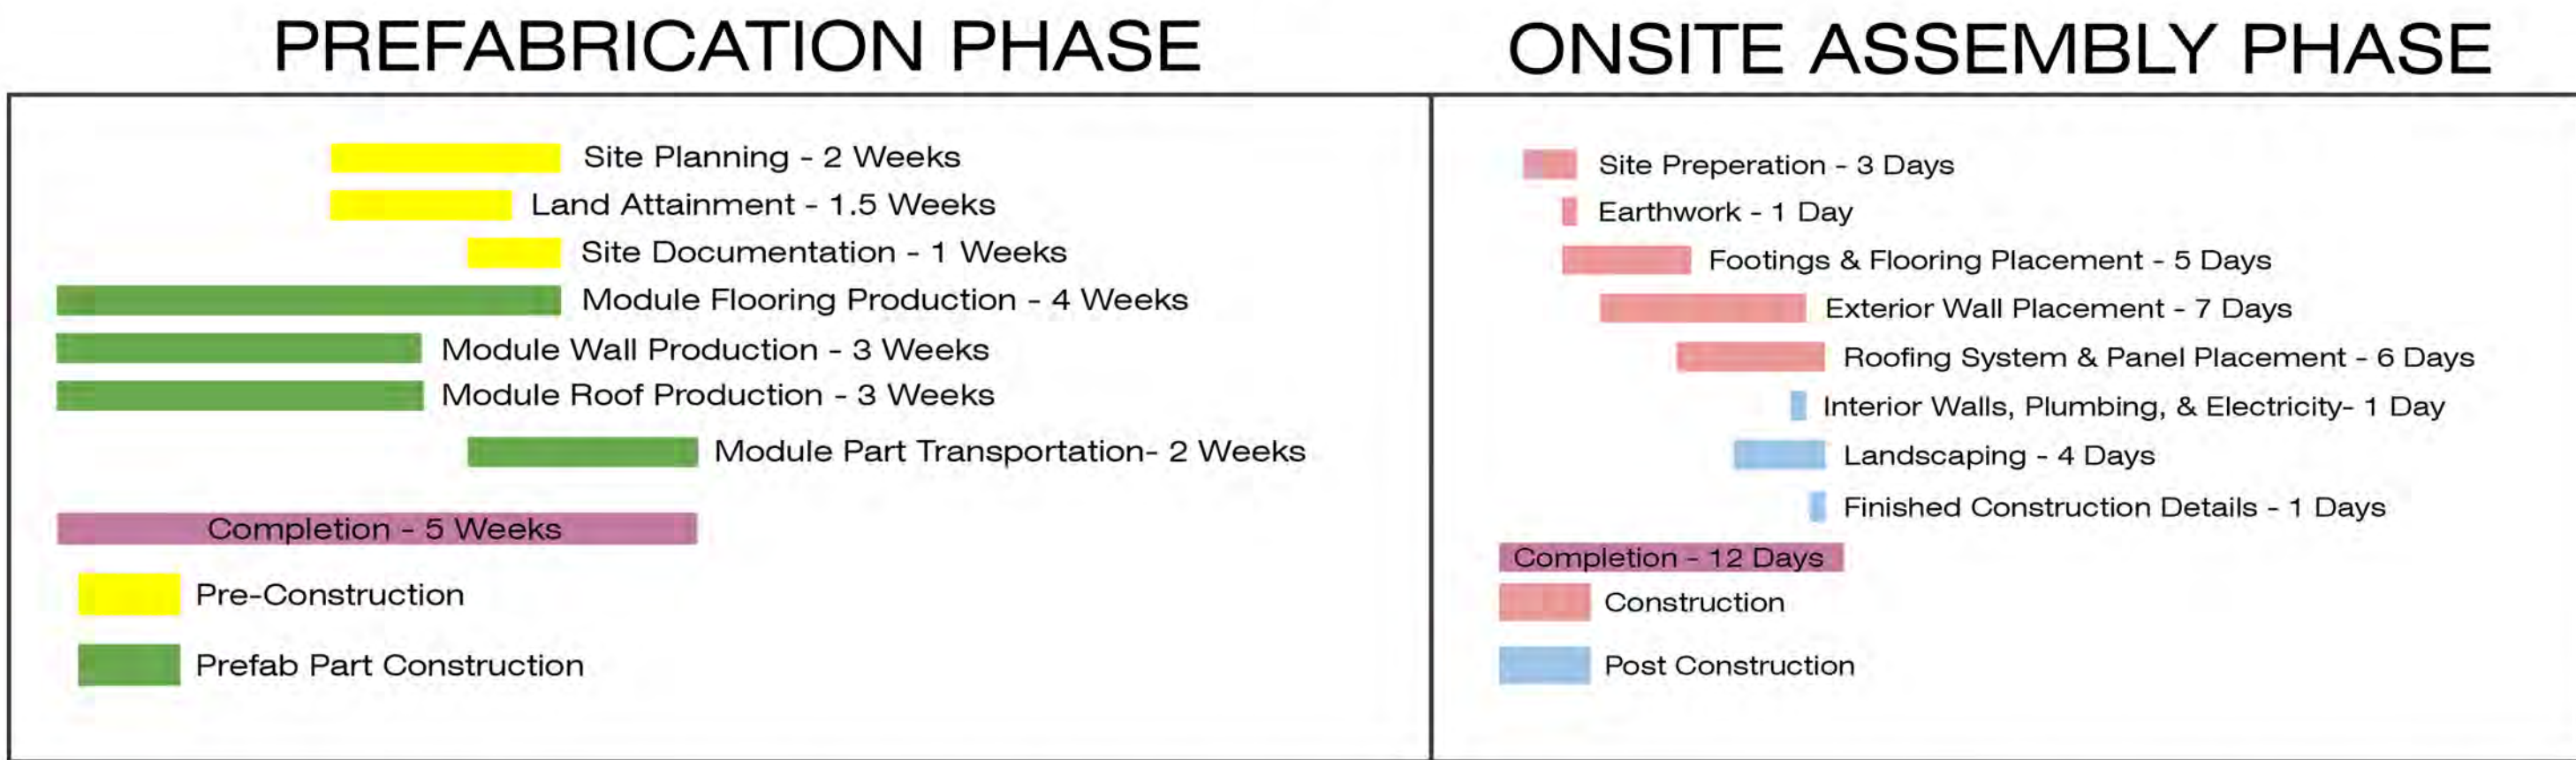 PREFABRICATION PHASE
Site Planning - 2 Weeks
Land Attainment - 1.5 Weeks
Site Documentation - 1 Weeks
Module Flooring Production - 4 Weeks
Module Wall Production - 3 Weeks
Module Roof Production - 3 Weeks
Module Part Transportation- 2 Weeks
Completion - 5 Weeks
Pre-Construction
Prefab Part Construction
ONSITE ASSEMBLY PHASE
Site Preperation - 3 Days
Earthwork - 1 Day
Footings & Flooring Placement - 5 Days
Exterior Wall Placement - 7 Days
Roofing System & Panel Placement - 6 Days
Interior Walls, Plumbing, & Electricity- 1 Day
Landscaping - 4 Days
Finished Construction Details - 1 Days
Completion - 12 Days
Construction
Post Construction